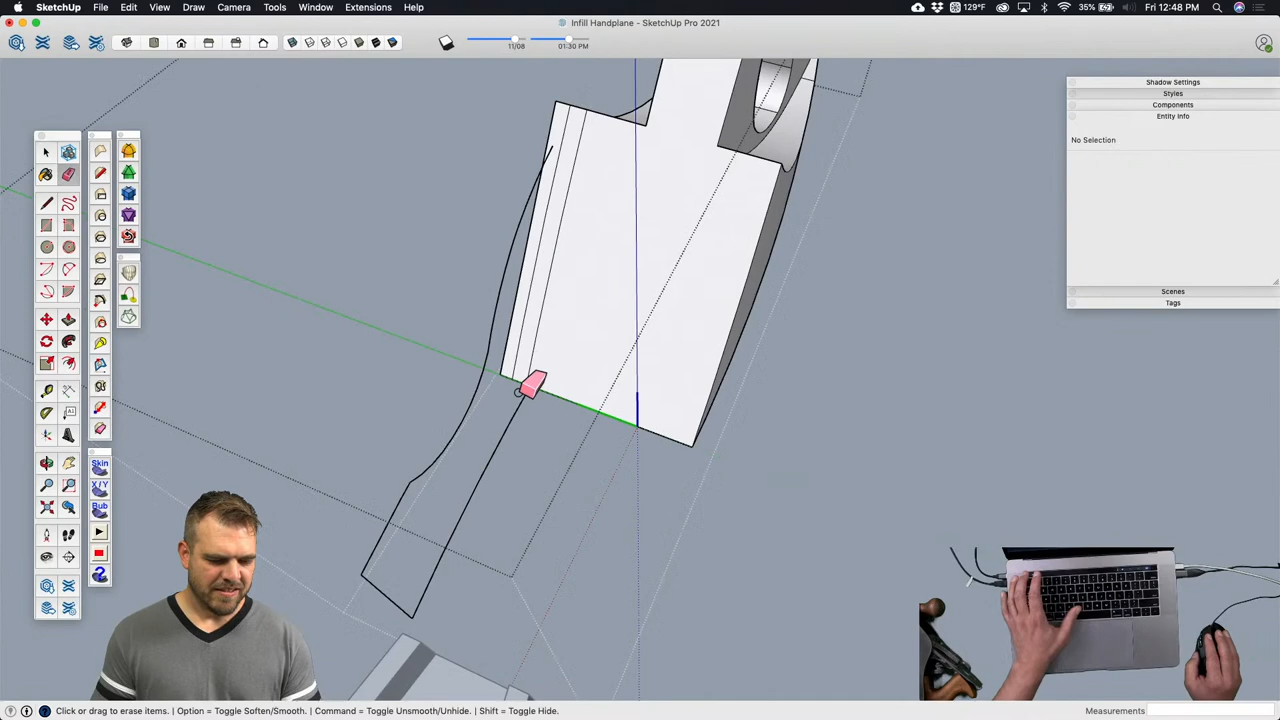 SketchUp File Edit View Draw Camera Tools Window Extensions Help
129°F 35% Fri 12:48 PM
Infill Handplane - SketchUp Pro 2021
11/08 01:30 PM
Shadow Settings
Styles
Components
Entity Info
No Selection
Scenes
Tags
A1
Skin
X/Y
Bub
Click or drag to erase items. | Option = Toggle Soften/Smooth. | Command = Toggle Unsmooth/Unhide. | Shift = Toggle Hide.
Measurements